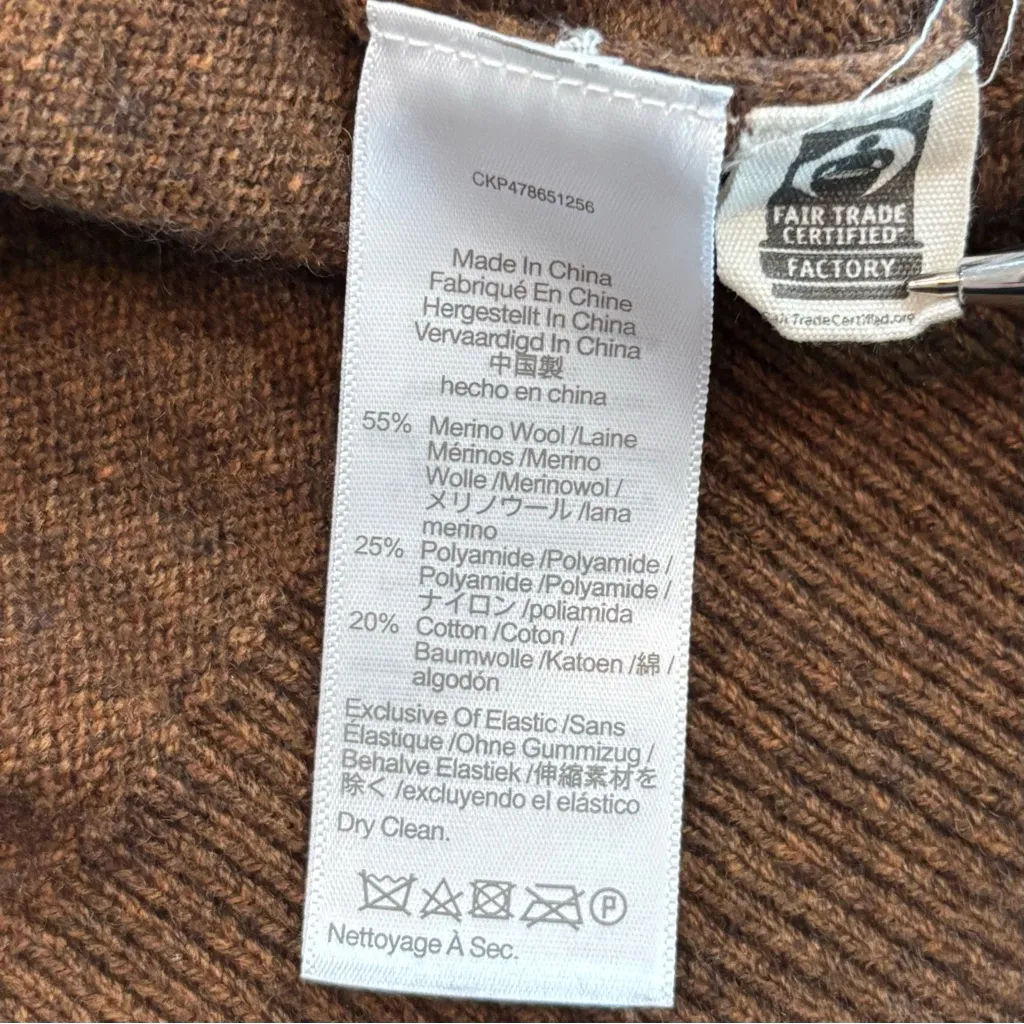 CKP478651256
Made In China
Fabriqué En Chine
Hergestellt In China
Vervaardigd In China
中国製
hecho en china
55% Merino Wool /Laine
Mérinos /Merino
Wolle /Merinowol /
メリノウール /lana
merino
25% Polyamide /Polyamide /
Polyamide /Polyamide /
ナイロン /poliamida
20% Cotton /Coton /
Baumwolle /Katoen /綿 /
algodón
Exclusive Of Elastic /Sans
Élastique /Ohne Gummizug /
Behalve Elastiek /伸縮素材を
除く /excluyendo el elástico
Dry Clean.
P
Nettoyage À Sec.
FAIR TRADE
CERTIFIED™
FACTORY
TradeCertified.org